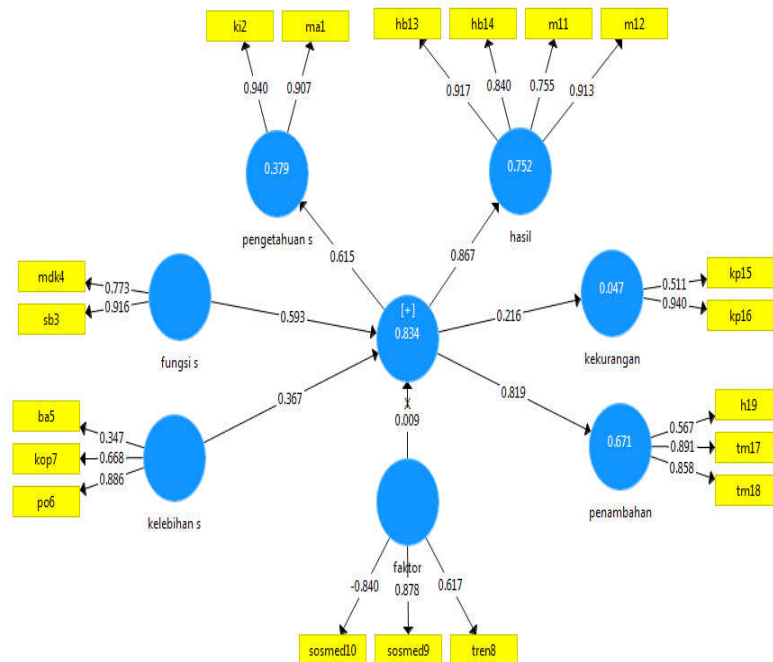 ki2
ma1
hb13
hb14
m11
m12
0.940
0.907
0.917
0.840
0.755
0.913
0.379
0.752
pengetahuan s
hasil
0.615
0.867
mdk4
0.773
sb3
0.916
fungsi s
0.593
[+]
0.834
0.216
0.047
0.511
kp15
0.940
kp16
kekurangan
0.367
0.819
ba5
0.347
kop7
0.668
po6
0.886
kelebihan s
0.009
0.671
0.567
h19
0.891
tm17
0.858
tm18
penambahan
faktor
-0.840
0.878
0.617
sosmed10
sosmed9
tren8